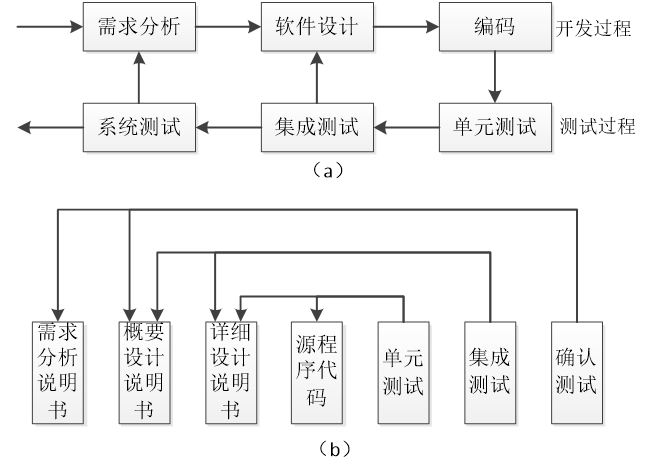 需求分析
软件设计
编码
开发过程
系统测试
集成测试
单元测试
测试过程
（a）
需求
分析
说明
书
概要
设计
说明
书
详细
设计
说明
书
源程
序代
码
单元
测试
集成
测试
确认
测试
（b）